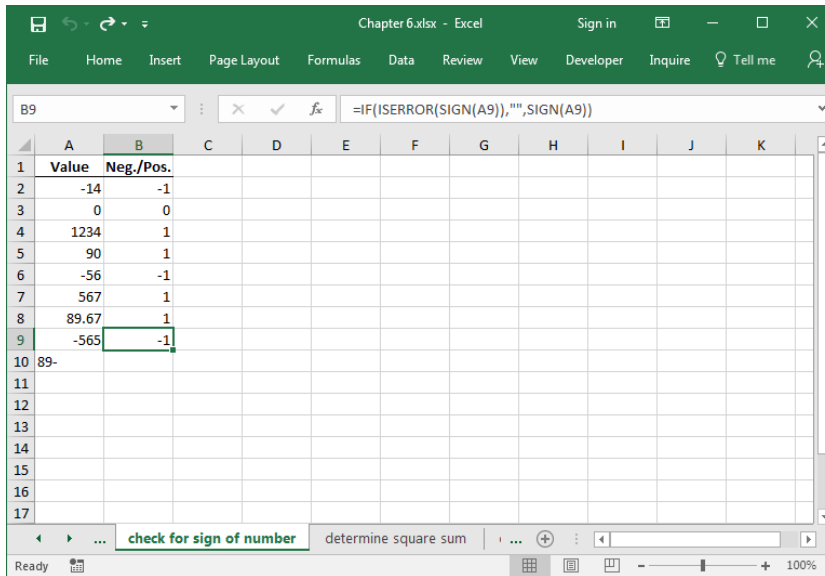 Chapter 6.xlsx - Excel Sign in
File Home Insert Page Layout Formulas Data Review View Developer Inquire Tell me
B9 fx =IF(ISERROR(SIGN(A9)),"",SIGN(A9))
A B C D E F G H I J K
1 Value Neg./Pos.
2 -14 -1
3 0 0
4 1234 1
5 90 1
6 -56 -1
7 567 1
8 89.67 1
9 -565 -1
10 89-
11
12
13
14
15
16
17
... check for sign of number determine square sum ...
Ready 100%